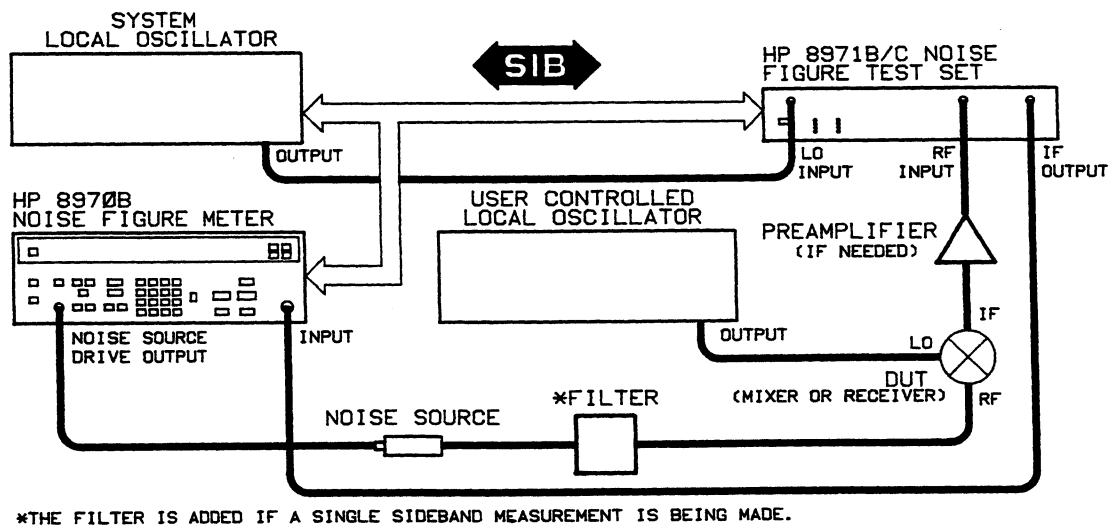 SYSTEM
LOCAL OSCILLATOR
SIB
HP 8971B/C NOISE
FIGURE TEST SET
OUTPUT
LO
INPUT
RF
INPUT
IF
OUTPUT
HP 8970B
NOISE FIGURE METER
USER CONTROLLED
LOCAL OSCILLATOR
PREAMPLIFIER
(IF NEEDED)
NOISE SOURCE
DRIVE OUTPUT
INPUT
OUTPUT
LO
IF
DUT
(MIXER OR RECEIVER)
RF
NOISE SOURCE
*FILTER
*THE FILTER IS ADDED IF A SINGLE SIDEBAND MEASUREMENT IS BEING MADE.